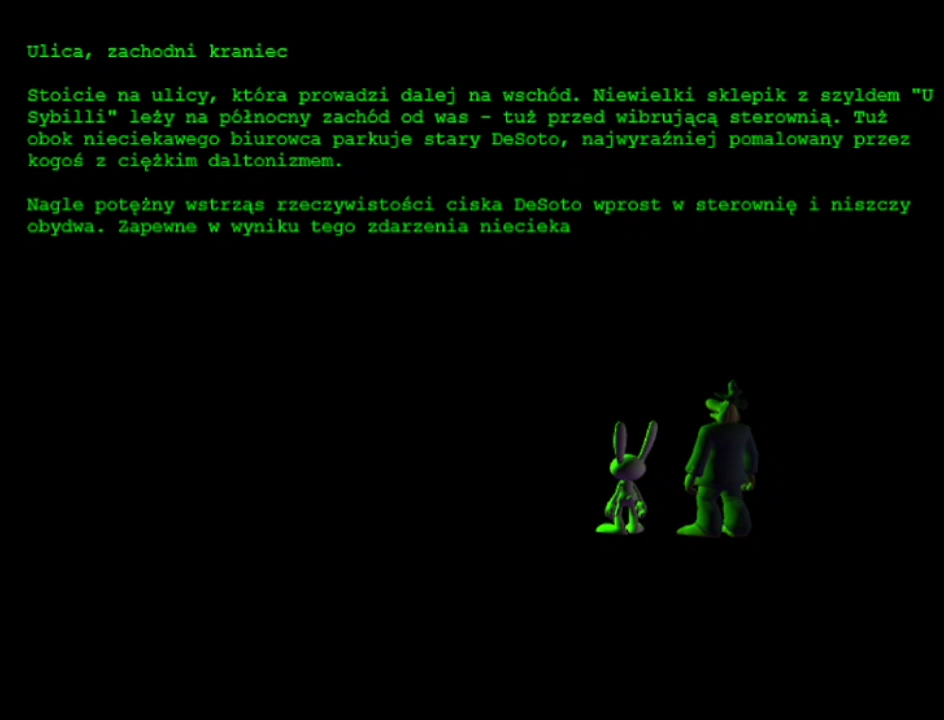 Ulica, zachodni kraniec
Stoicie na ulicy, która prowadzi dalej na wschód. Niewielki sklepik z szyldem "U
Sybilli" leży na północny zachód od was - tuż przed wibrującą sterownią. Tuż
obok nieciekawego biurowca parkuje stary DeSoto, najwyraźniej pomalowany przez
kogoś z ciężkim daltonizmem.
Nagle potężny wstrząs rzeczywistości ciska DeSoto wprost w sterownię i niszczy
obydwa. Zapewne w wyniku tego zdarzenia niecieka